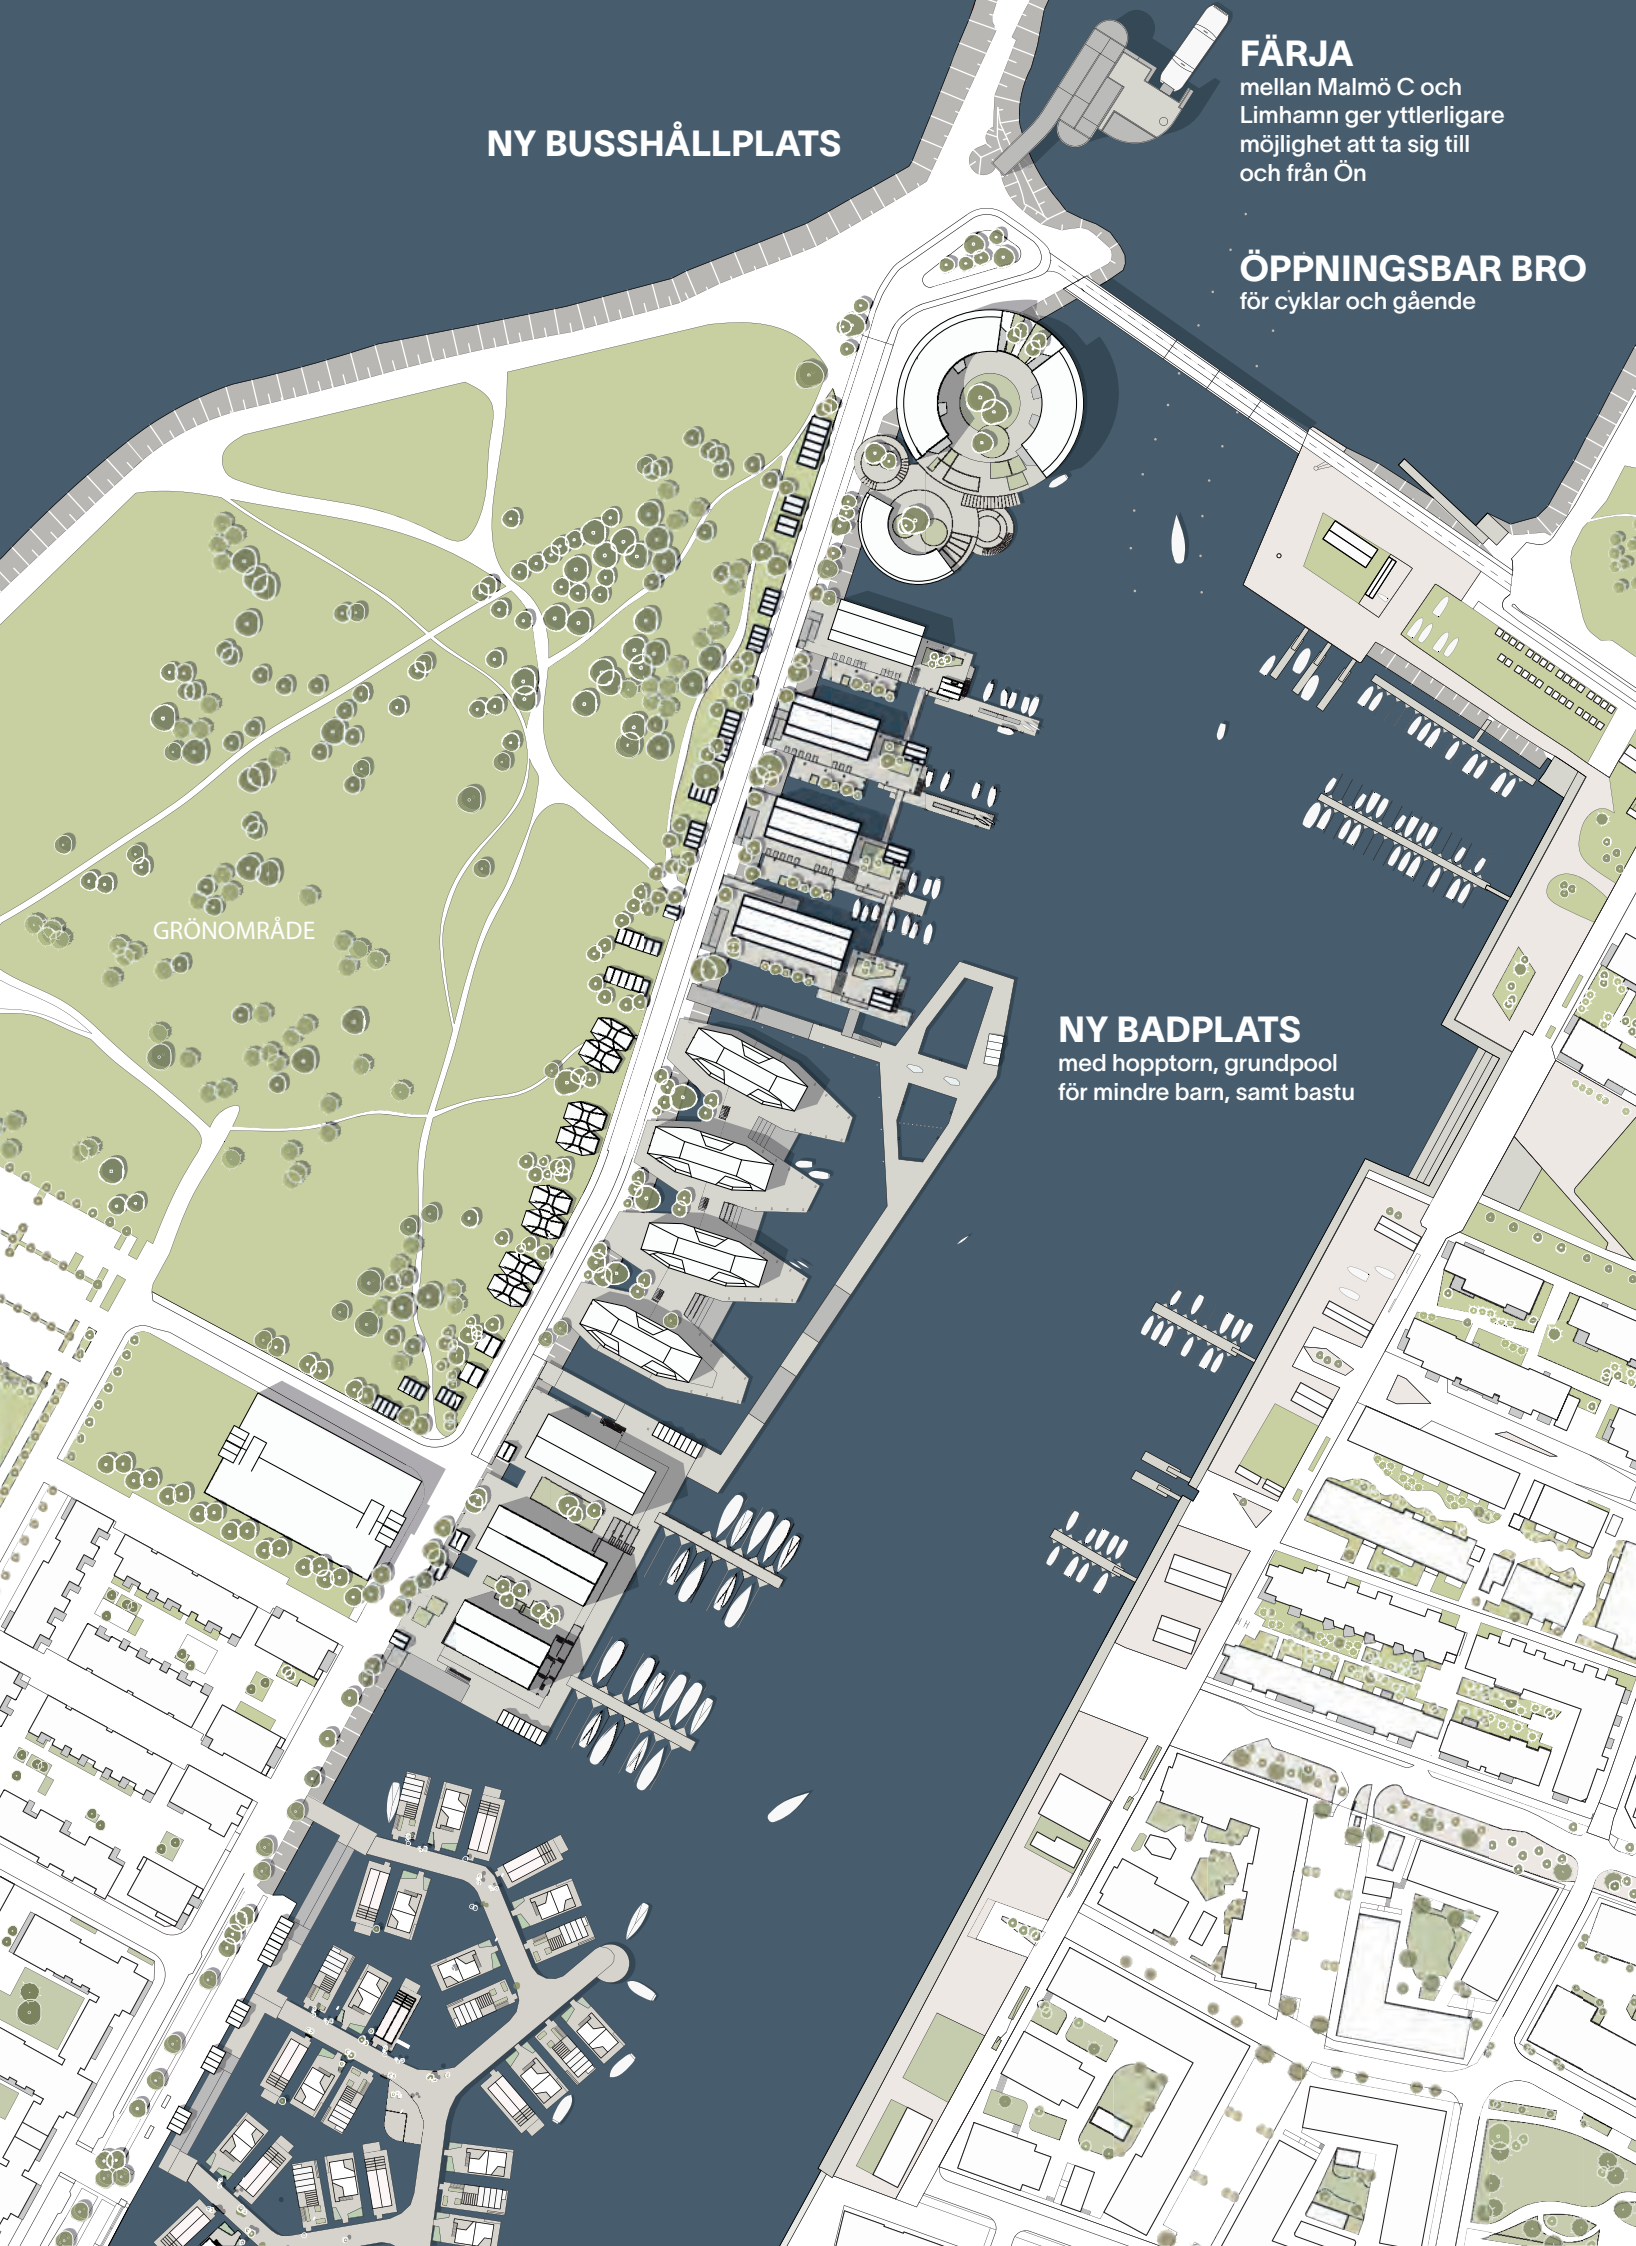 FÄRJA
mellan Malmö C och
Limhamn ger yttlerligare
möjlighet att ta sig till
och från Ön
NY BUSSHÅLLPLATS
ÖPPNINGSBAR BRO
för cyklar och gående
GRÖNOMRÅDE
NY BADPLATS
med hopptorn, grundpool
för mindre barn, samt bastu